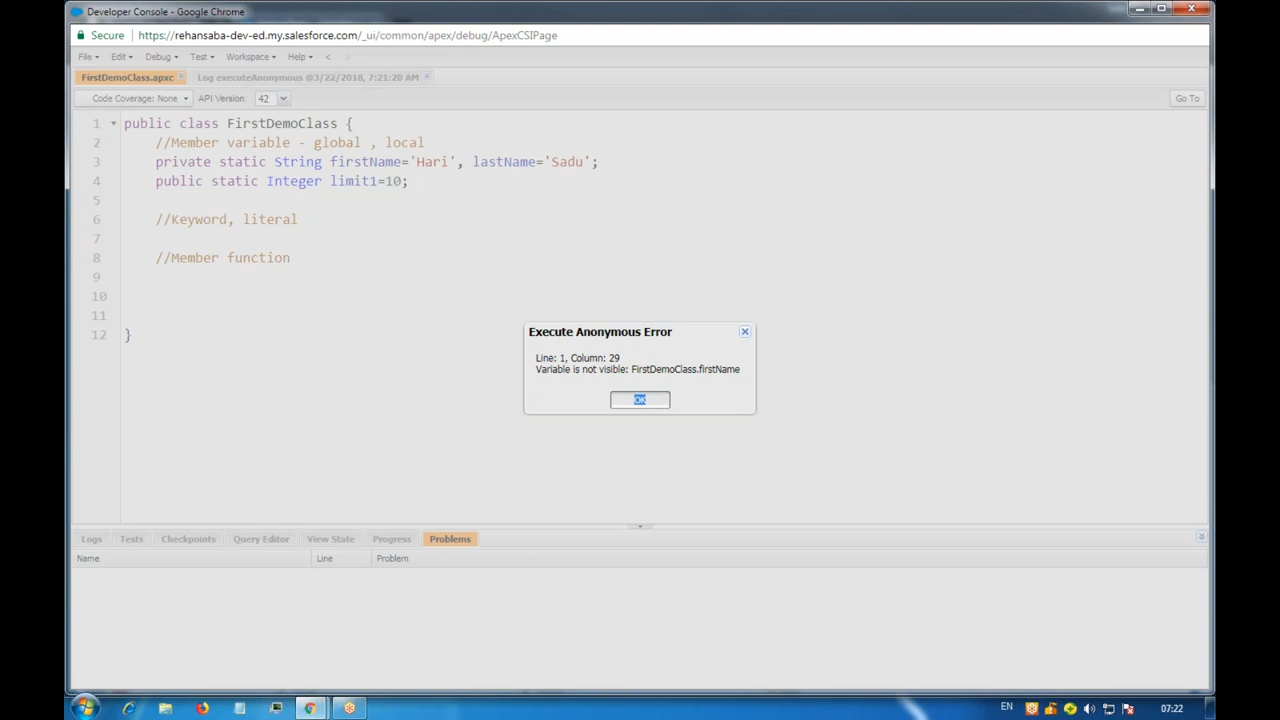 Developer Console - Google Chrome
Secure https://rehansaba-dev-ed.my.salesforce.com/_ui/common/apex/debug/ApexCSIPage
File Edit Debug Test Workspace Help < >
FirstDemoClass.apxc Log executeAnonymous @3/22/2018, 7:21:20 AM
Code Coverage: None API Version: 42 Go To
1 public class FirstDemoClass {
2 //Member variable - global , local
3 private static String firstName='Hari', lastName='Sadu';
4 public static Integer limit1=10;
5
6 //Keyword, literal
7
8 //Member function
9
10
11
12 }
Execute Anonymous Error
Line: 1, Column: 29
Variable is not visible: FirstDemoClass.firstName
OK
Logs Tests Checkpoints Query Editor View State Progress Problems
Name Line Problem
EN 07:22